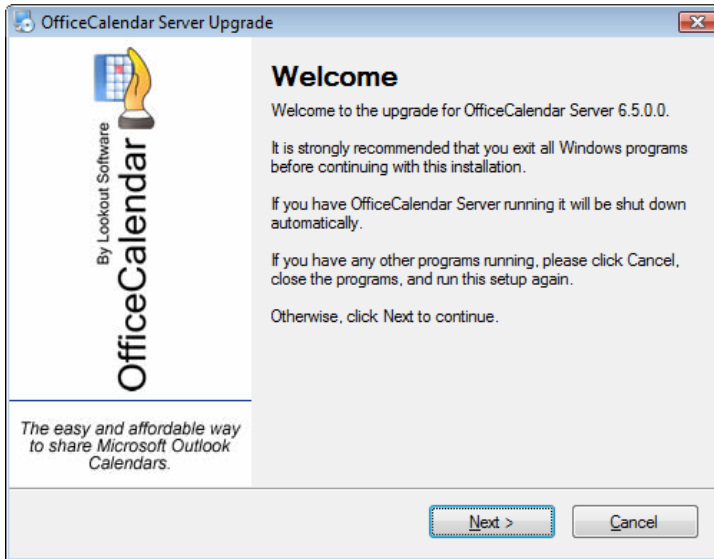 OfficeCalendar Server Upgrade
By Lookout Software
OfficeCalendar
The easy and affordable way
to share Microsoft Outlook
Calendars.
Welcome
Welcome to the upgrade for OfficeCalendar Server 6.5.0.0.
It is strongly recommended that you exit all Windows programs
before continuing with this installation.
If you have OfficeCalendar Server running it will be shut down
automatically.
If you have any other programs running, please click Cancel,
close the programs, and run this setup again.
Otherwise, click Next to continue.
Next >
Cancel